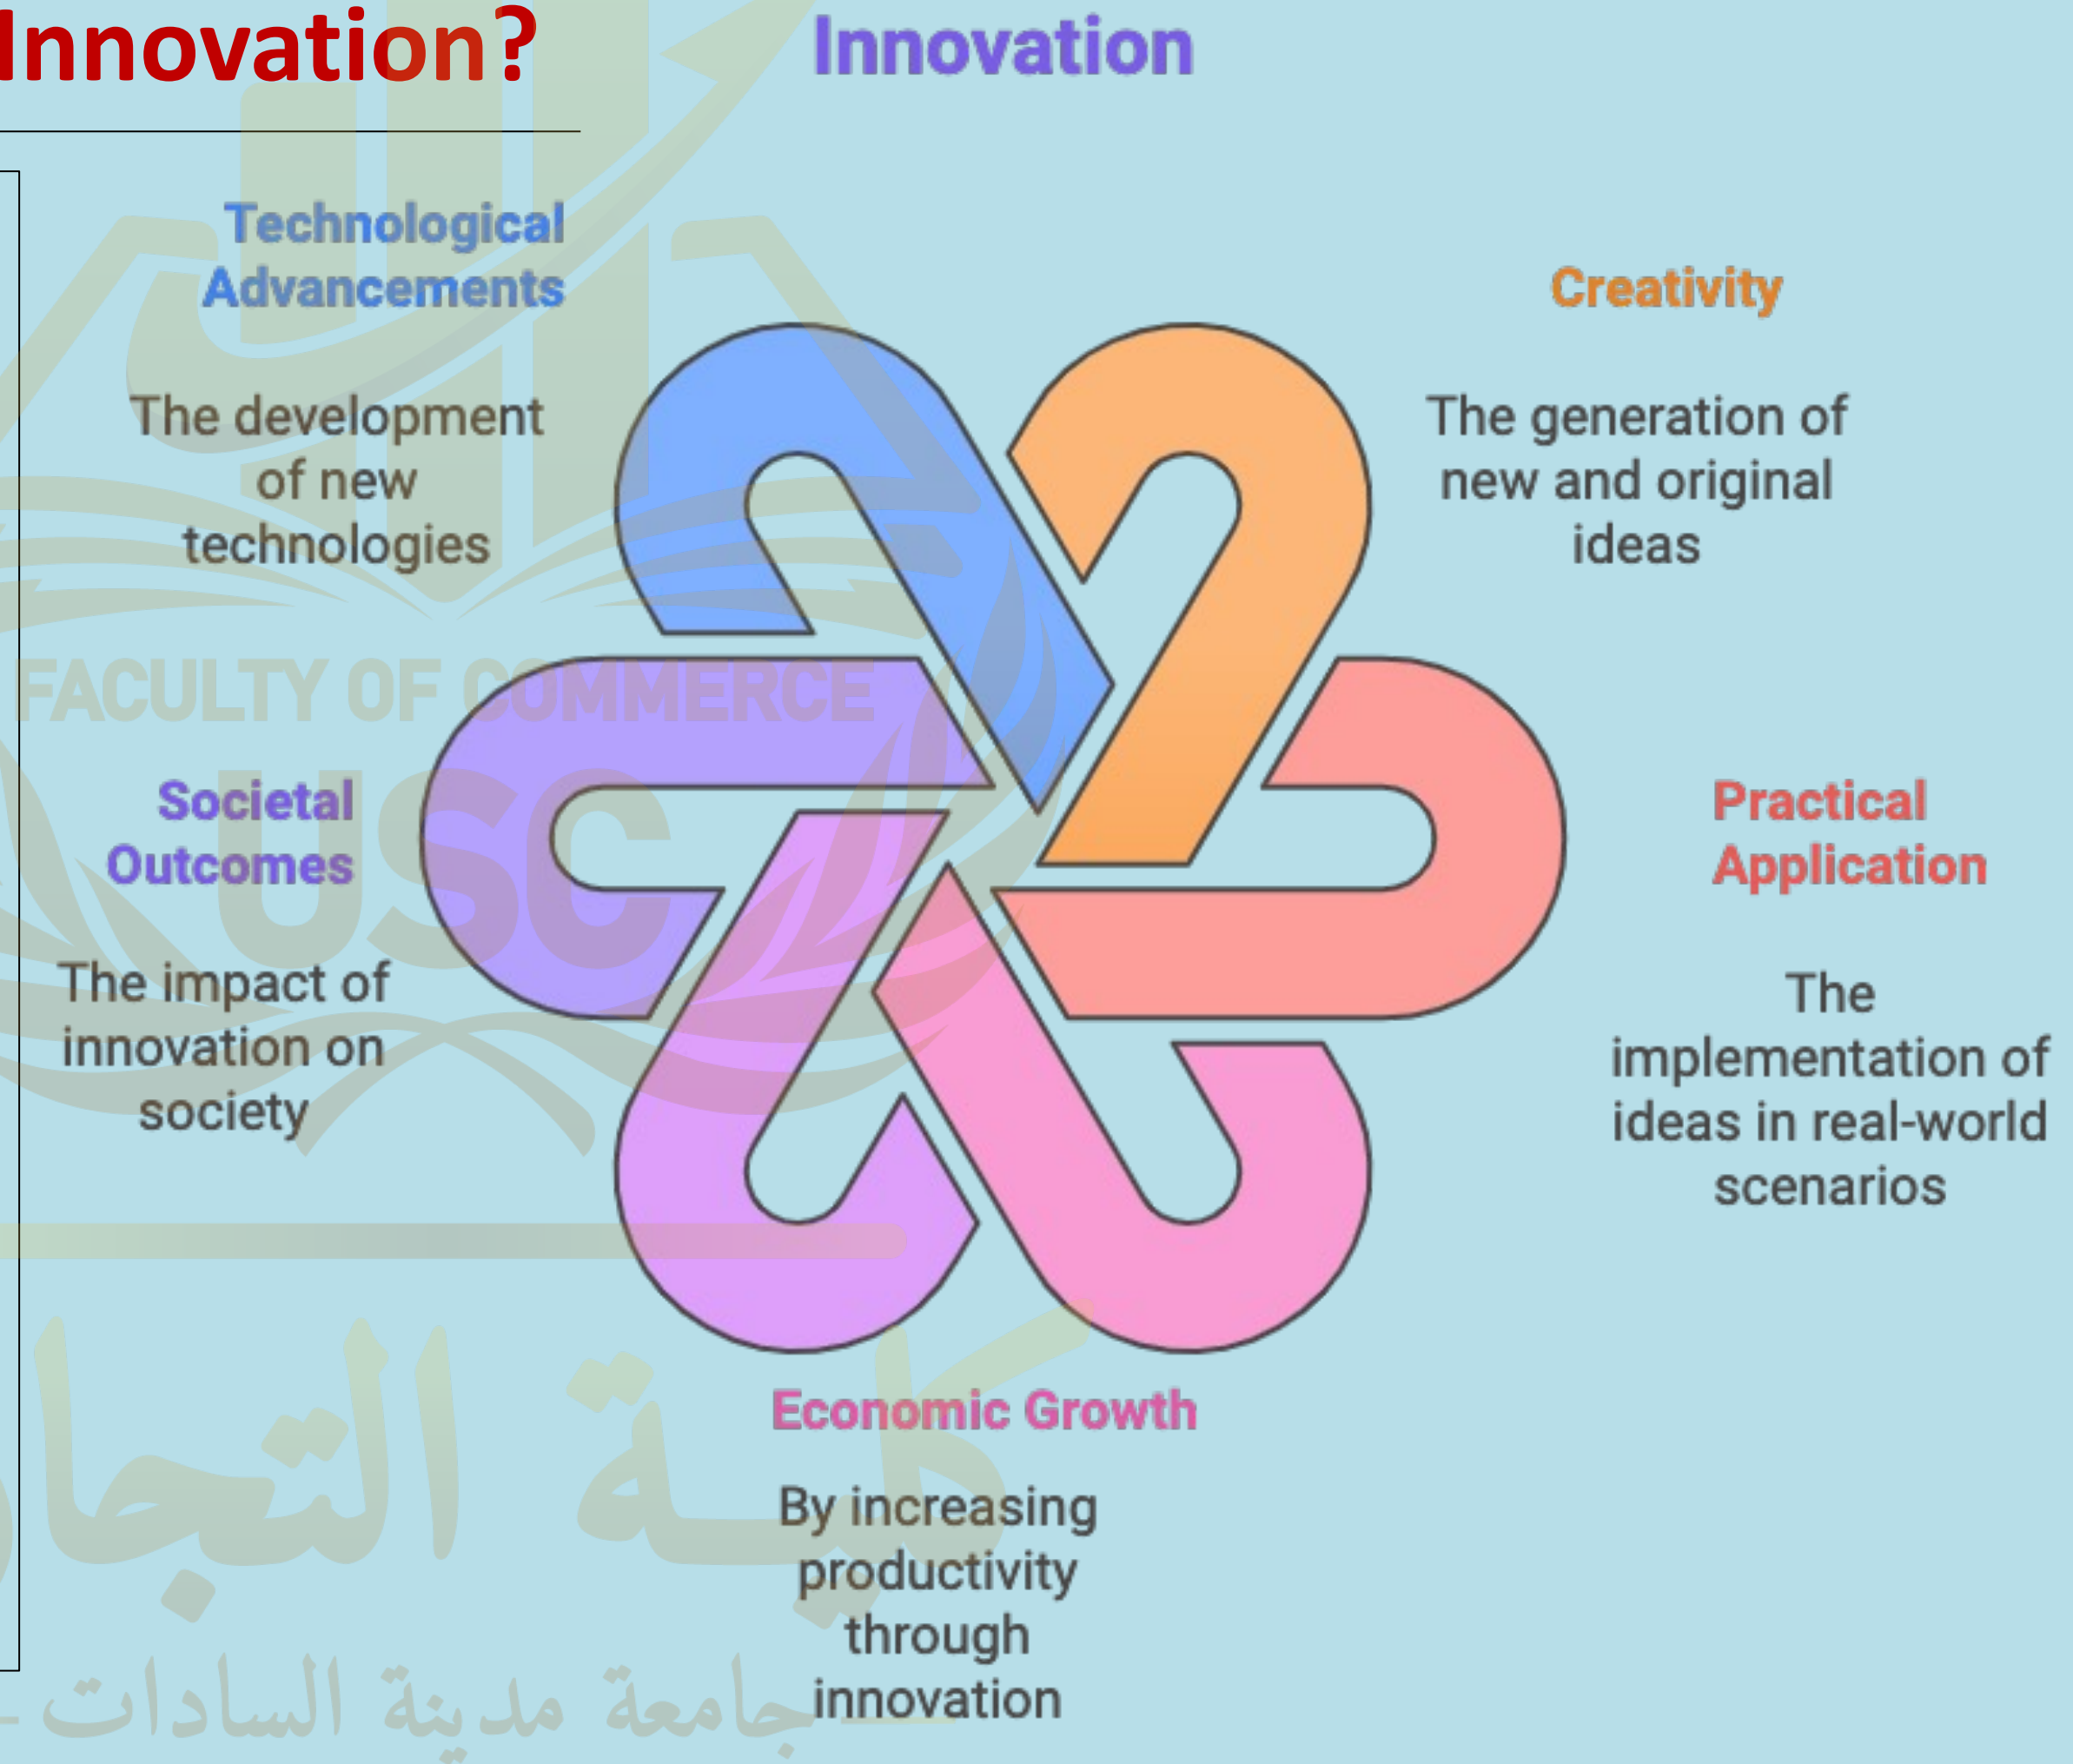 Innovation?
Innovation
Technological
Advancements
The development
of new
technologies
Creativity
The generation of
new and original
ideas
FACULTY OF COMMERCE
USC
Societal
Outcomes
The impact of
innovation on
society
Practical
Application
The
implementation of
ideas in real-world
scenarios
Economic Growth
By increasing
productivity
through
innovation
كليـة
جامعة مدينة السادات